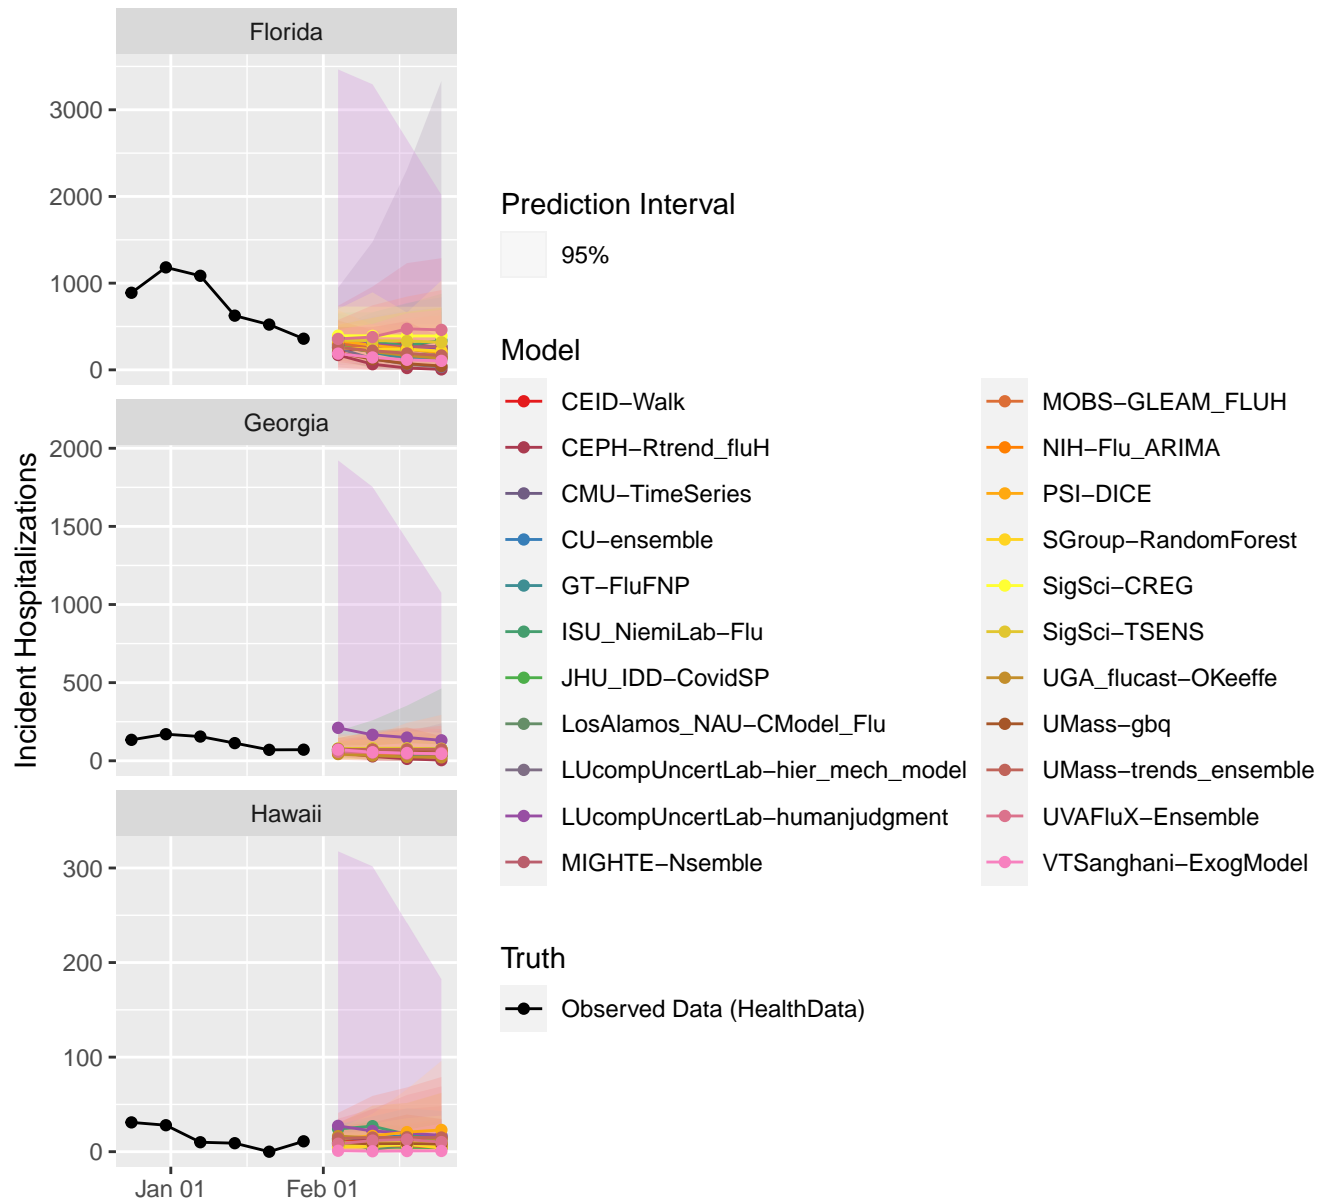 Florida
3000
2000
1000
0
Georgia
2000
1500
1000
500
0
Hawaii
300
200
100
0
Jan 01
Feb 01
Incident Hospitalizations
Prediction Interval
95%
Model
CEID−Walk
CEPH−Rtrend_fluH
CMU−TimeSeries
CU−ensemble
GT−FluFNP
ISU_NiemiLab−Flu
JHU_IDD−CovidSP
LosAlamos_NAU−CModel_Flu
LUcompUncertLab−hier_mech_model
LUcompUncertLab−humanjudgment
MIGHTE−Nsemble
MOBS−GLEAM_FLUH
NIH−Flu_ARIMA
PSI−DICE
SGroup−RandomForest
SigSci−CREG
SigSci−TSENS
UGA_flucast−OKeeffe
UMass−gbq
UMass−trends_ensemble
UVAFluX−Ensemble
VTSanghani−ExogModel
Truth
Observed Data (HealthData)